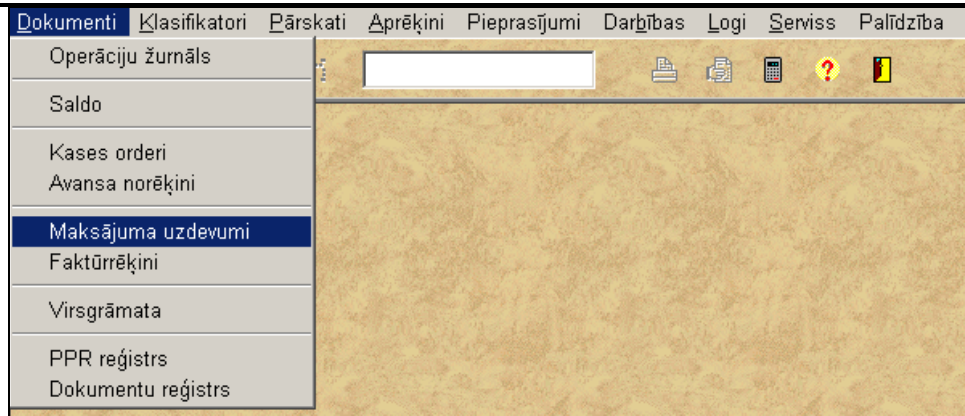 Dokumenti Klasifikatori Pārskati Aprēķini Pieprasījumi Darbības Logi Serviss Palīdzība
Operāciju žurnāls
Saldo
Kases orderi
Avansa norēķini
Maksājuma uzdevumi
Faktūrrēķini
Virsgrāmata
PPR reģistrs
Dokumentu reģistrs